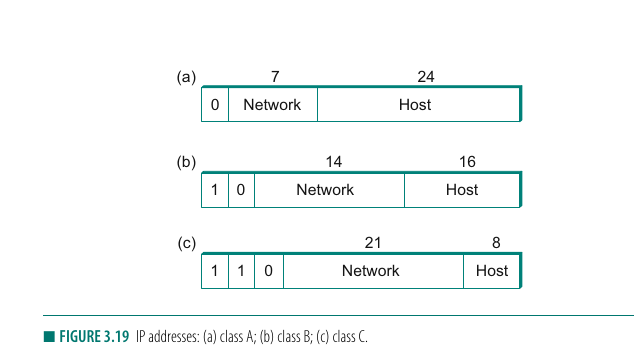 (a) 7 24
0 Network Host
(b) 14 16
1 0 Network Host
(c) 21 8
1 1 0 Network Host
■ FIGURE 3.19 IP addresses: (a) class A; (b) class B; (c) class C.